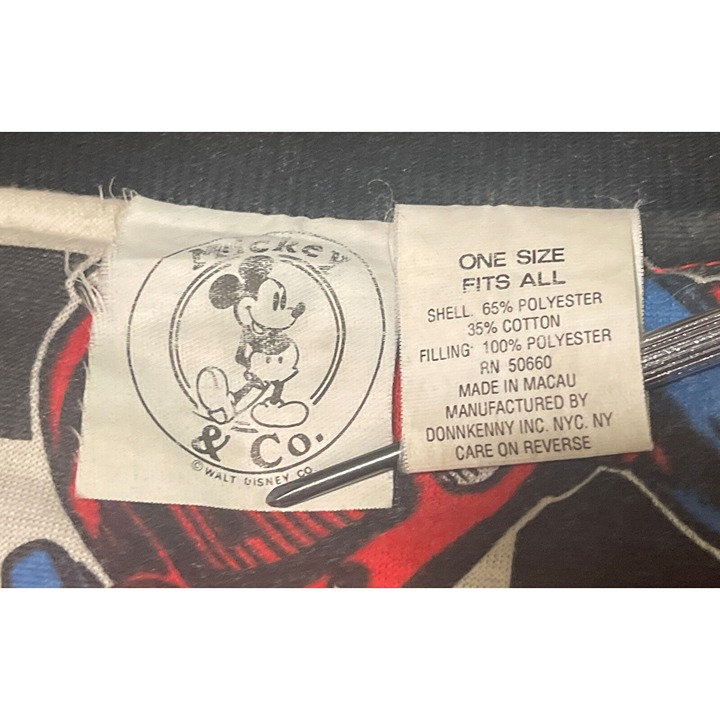 Mickey
& Co.
© WALT DISNEY CO
ONE SIZE
FITS ALL
SHELL. 65% POLYESTER
35% COTTON
FILLING· 100% POLYESTER
RN 50660
MADE IN MACAU
MANUFACTURED BY
DONNKENNY INC. NYC. NY
CARE ON REVERSE